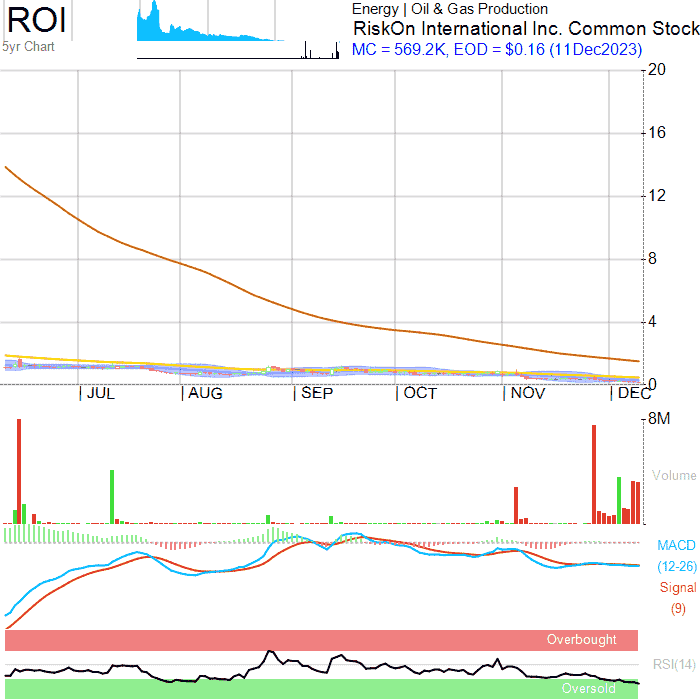 ROI
5yr Chart
Energy | Oil & Gas Production
RiskOn International Inc. Common Stock
MC = 569.2K, EOD = $0.16 (11Dec2023)
20
16
12
8
4
0
| JUL | AUG | SEP | OCT | NOV | DEC
8M
Volume
MACD
(12-26)
Signal
(9)
Overbought
RSI(14)
Oversold